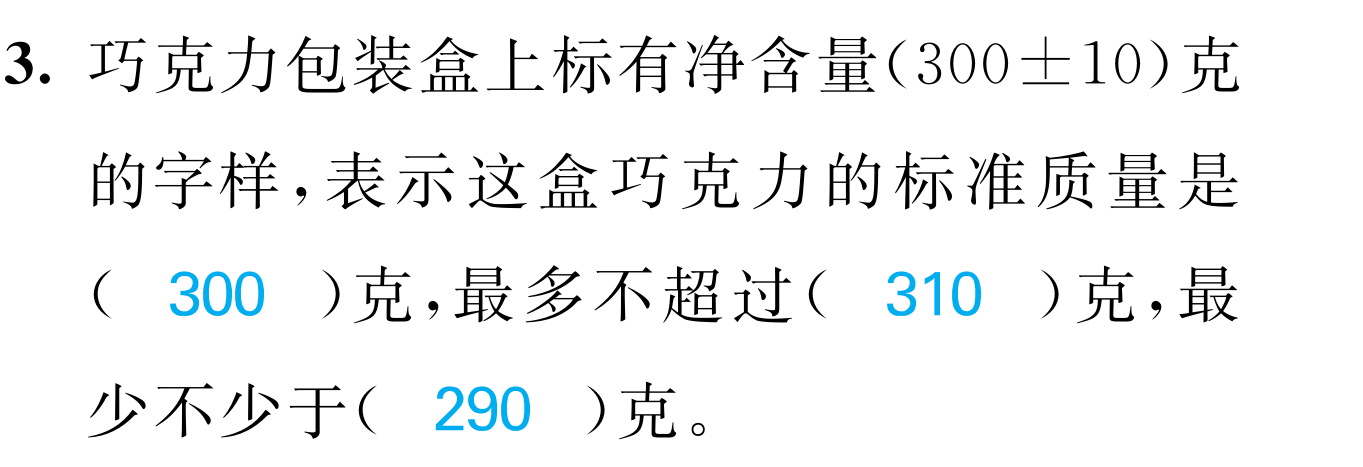 3. 巧克力包装盒上标有净含量(300±10)克
的字样,表示这盒巧克力的标准质量是
( 300 )克,最多不超过( 310 )克,最
少不少于( 290 )克。